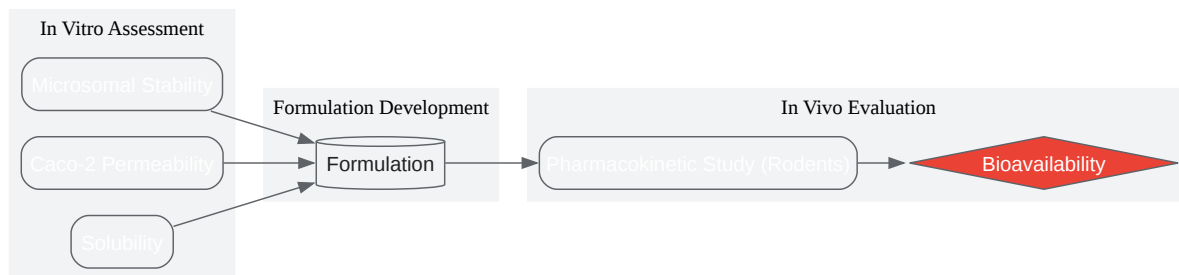 In Vitro Assessment
Microsomal Stability
Caco-2 Permeability
Solubility
Formulation Development
Formulation
In Vivo Evaluation
Pharmacokinetic Study (Rodents)
Bioavailability